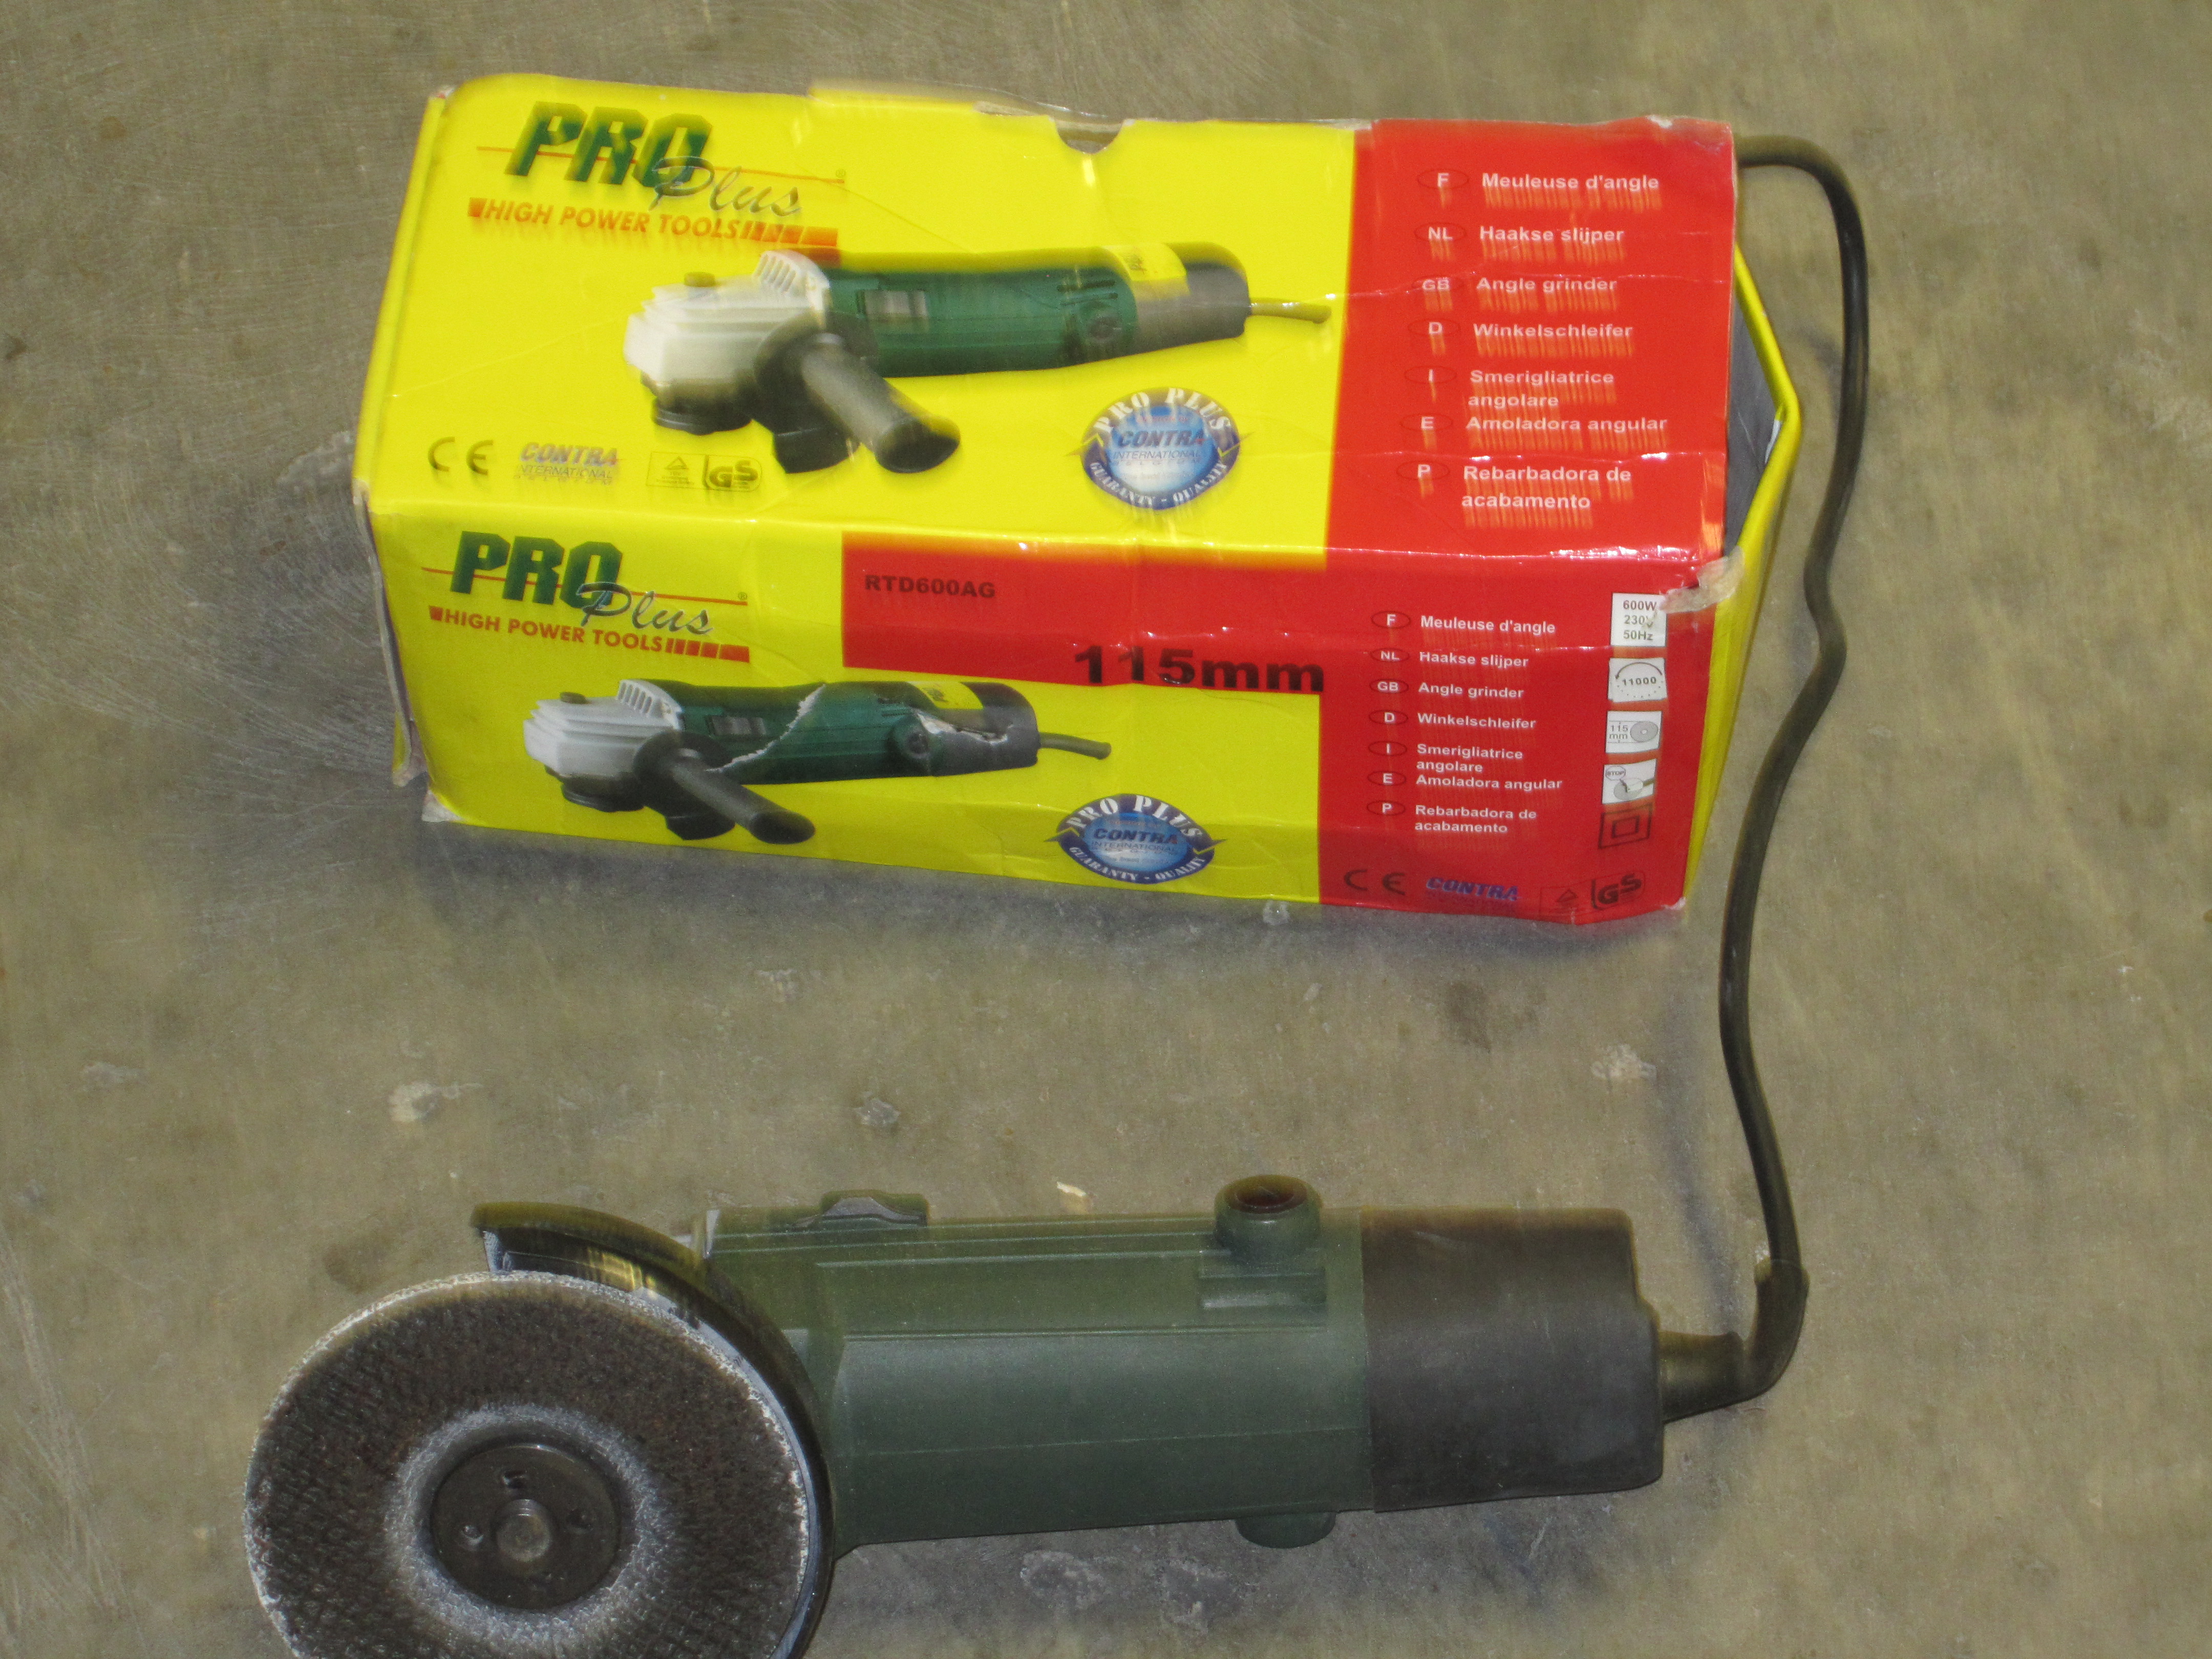 PRO
Plus
HIGH POWER TOOLS
CE
CONTRA
INTERNATIONAL
GS
PRO PLUS
CONTRA
INTERNATIONAL
GUARANTY - QUALITY
F Meuleuse d'angle
NL Haakse slijper
GB Angle grinder
D Winkelschleifer
I Smerigliatrice
angolare
E Amoladora angular
P Rebarbadora de
acabamento
PRO
Plus ®
HIGH POWER TOOLS
RTD600AG
115mm
PRO PLUS
CONTRA
INTERNATIONAL
GUARANTY - QUALITY
F Meuleuse d'angle
NL Haakse slijper
GB Angle grinder
D Winkelschleifer
I Smerigliatrice
angolare
E Amoladora angular
P Rebarbadora de
acabamento
600W
230V
50Hz
11000
115
mm
STOP
CE
CONTRA
GS